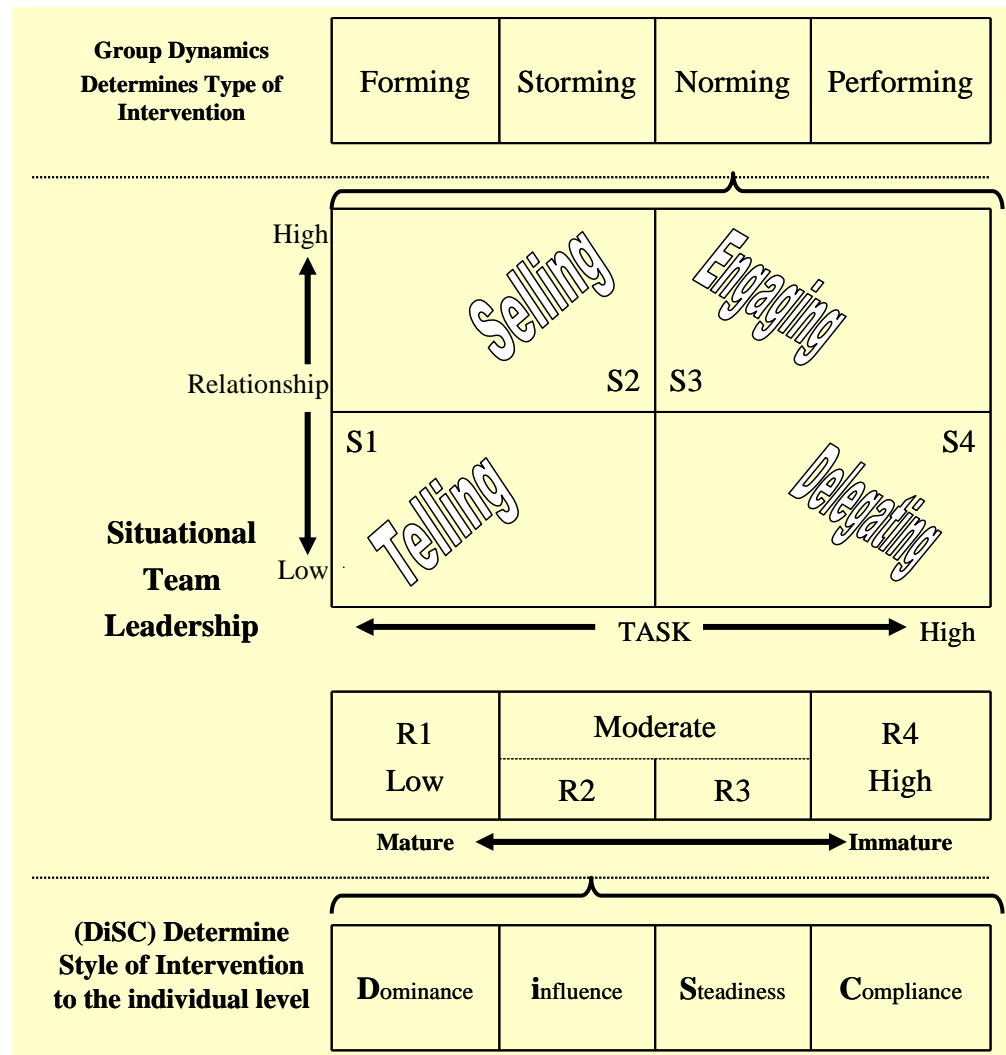 Group Dynamics
Determines Type of
Intervention
Forming Storming Norming Performing
High
Selling Engaging
Relationship
S2 S3
S1 S4
Telling Delegating
Situational
Team
Leadership
Low
TASK High
R1 Moderate R4
Low R2 R3 High
Mature Immature
(DiSC) Determine
Style of Intervention
to the individual level
Dominance influence Steadiness Compliance